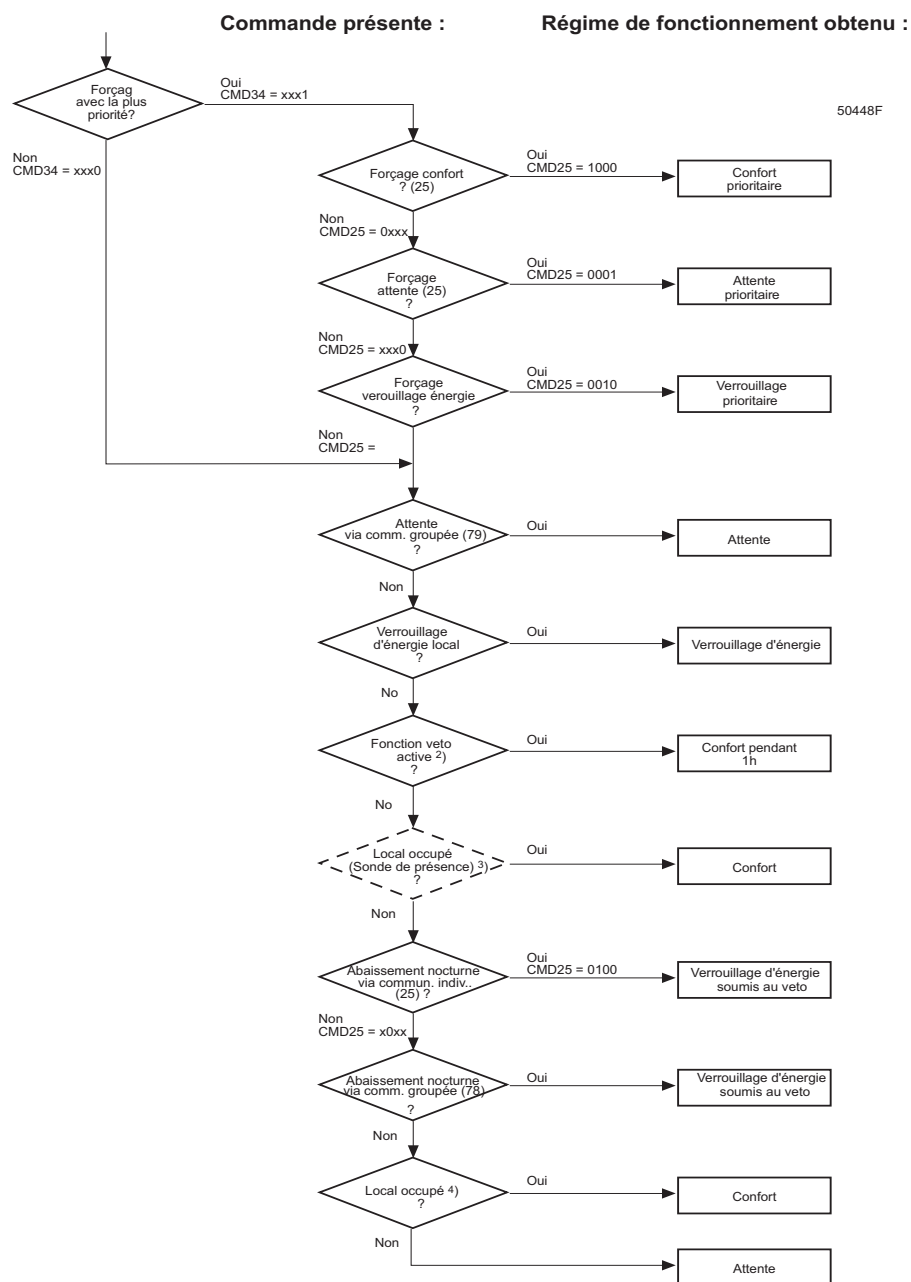 Commande présente :
Régime de fonctionnement obtenu :
50448F
Forçag
avec la plus
priorité?
Oui
CMD34 = xxx1
Non
CMD34 = xxx0
Forçage confort
? (25)
Oui
CMD25 = 1000
Confort
prioritaire
Non
CMD25 = 0xxx
Forçage
attente (25)
?
Oui
CMD25 = 0001
Attente
prioritaire
Non
CMD25 = xxx0
Forçage
verouillage énergie
?
Oui
CMD25 = 0010
Verrouillage
prioritaire
Non
CMD25 =
Attente
via comm. groupée (79)
?
Oui
Attente
Non
Verrouillage
d'énergie local
?
Oui
Verrouillage d'énergie
No
Fonction veto
active 2)
?
Oui
Confort pendant
1h
No
Local occupé
(Sonde de présence) 3)
?
Oui
Confort
Non
Abaissement nocturne
via commun. indiv..
(25) ?
Oui
CMD25 = 0100
Verrouillage d'énergie
soumis au veto
Non
CMD25 = x0xx
Abaissement nocturne
via comm. groupée (78)
?
Oui
Verrouillage d'énergie
soumis au veto
Non
Local occupé 4)
?
Oui
Confort
Non
Attente